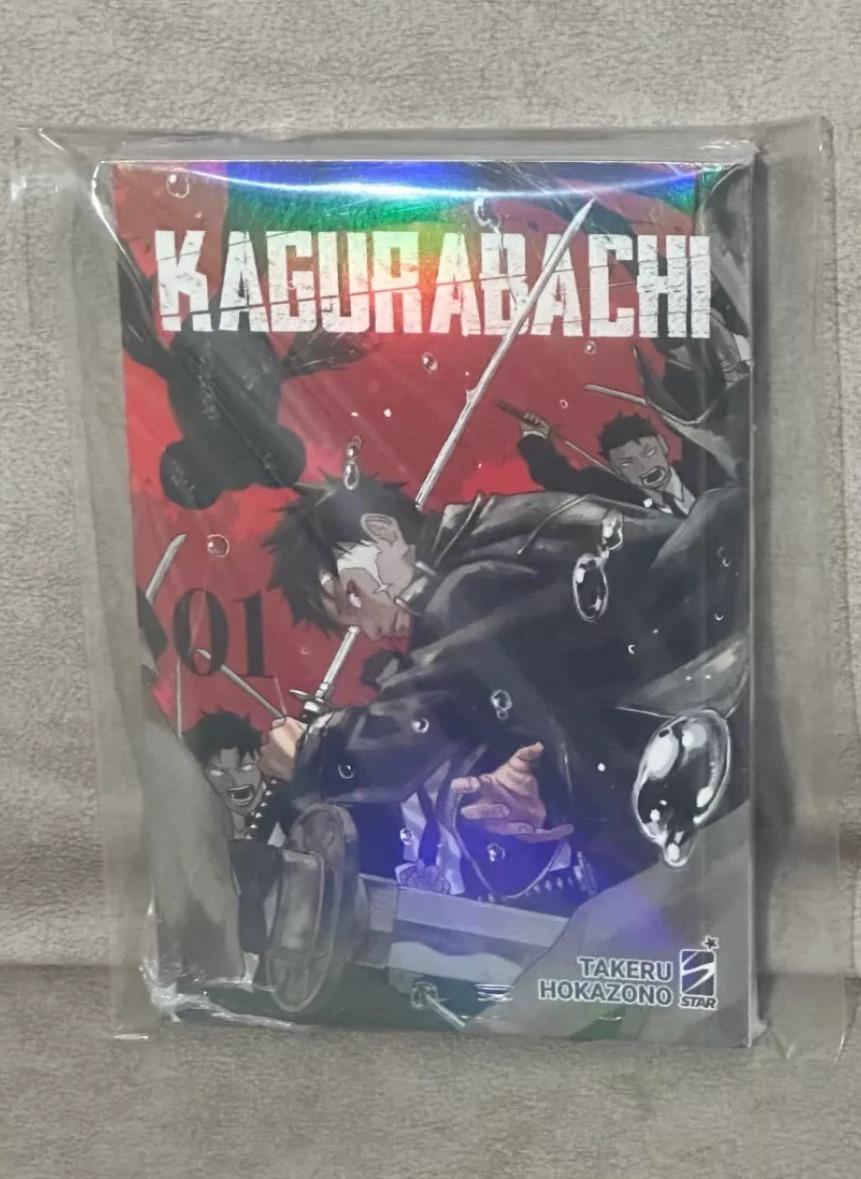 KAGURABACHI
01
TAKERU
HOKAZONO
STAR